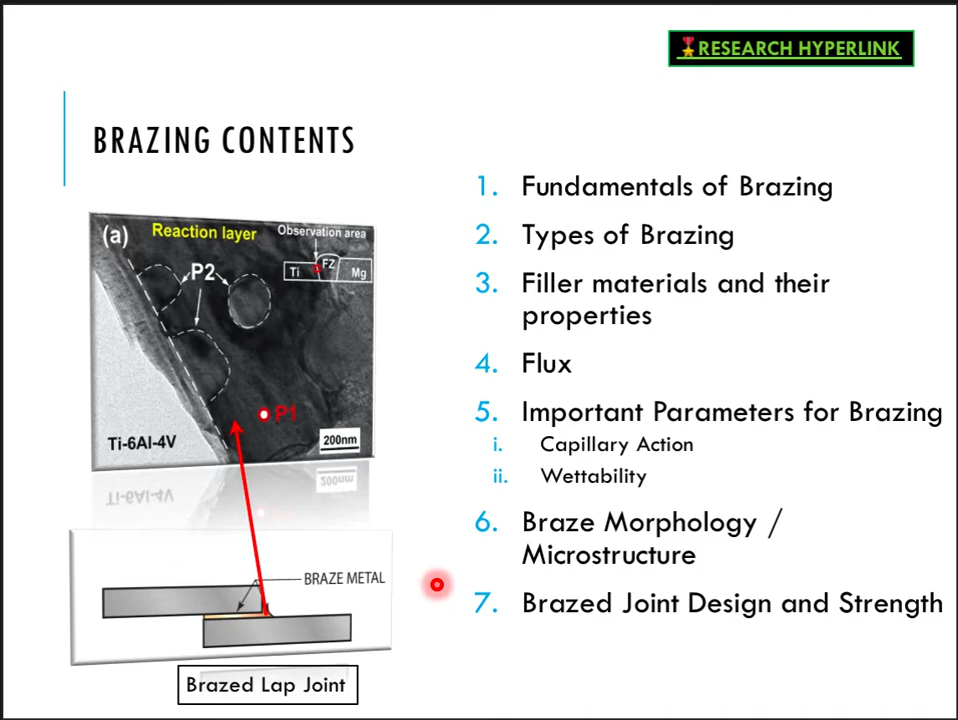 🎖RESEARCH HYPERLINK
BRAZING CONTENTS
(a)
Reaction layer
Observation area
Ti
FZ
Mg
P2
P1
Ti-6Al-4V
200nm
BRAZE METAL
Brazed Lap Joint
1. Fundamentals of Brazing
2. Types of Brazing
3. Filler materials and their
properties
4. Flux
5. Important Parameters for Brazing
i. Capillary Action
ii. Wettability
6. Braze Morphology /
Microstructure
7. Brazed Joint Design and Strength